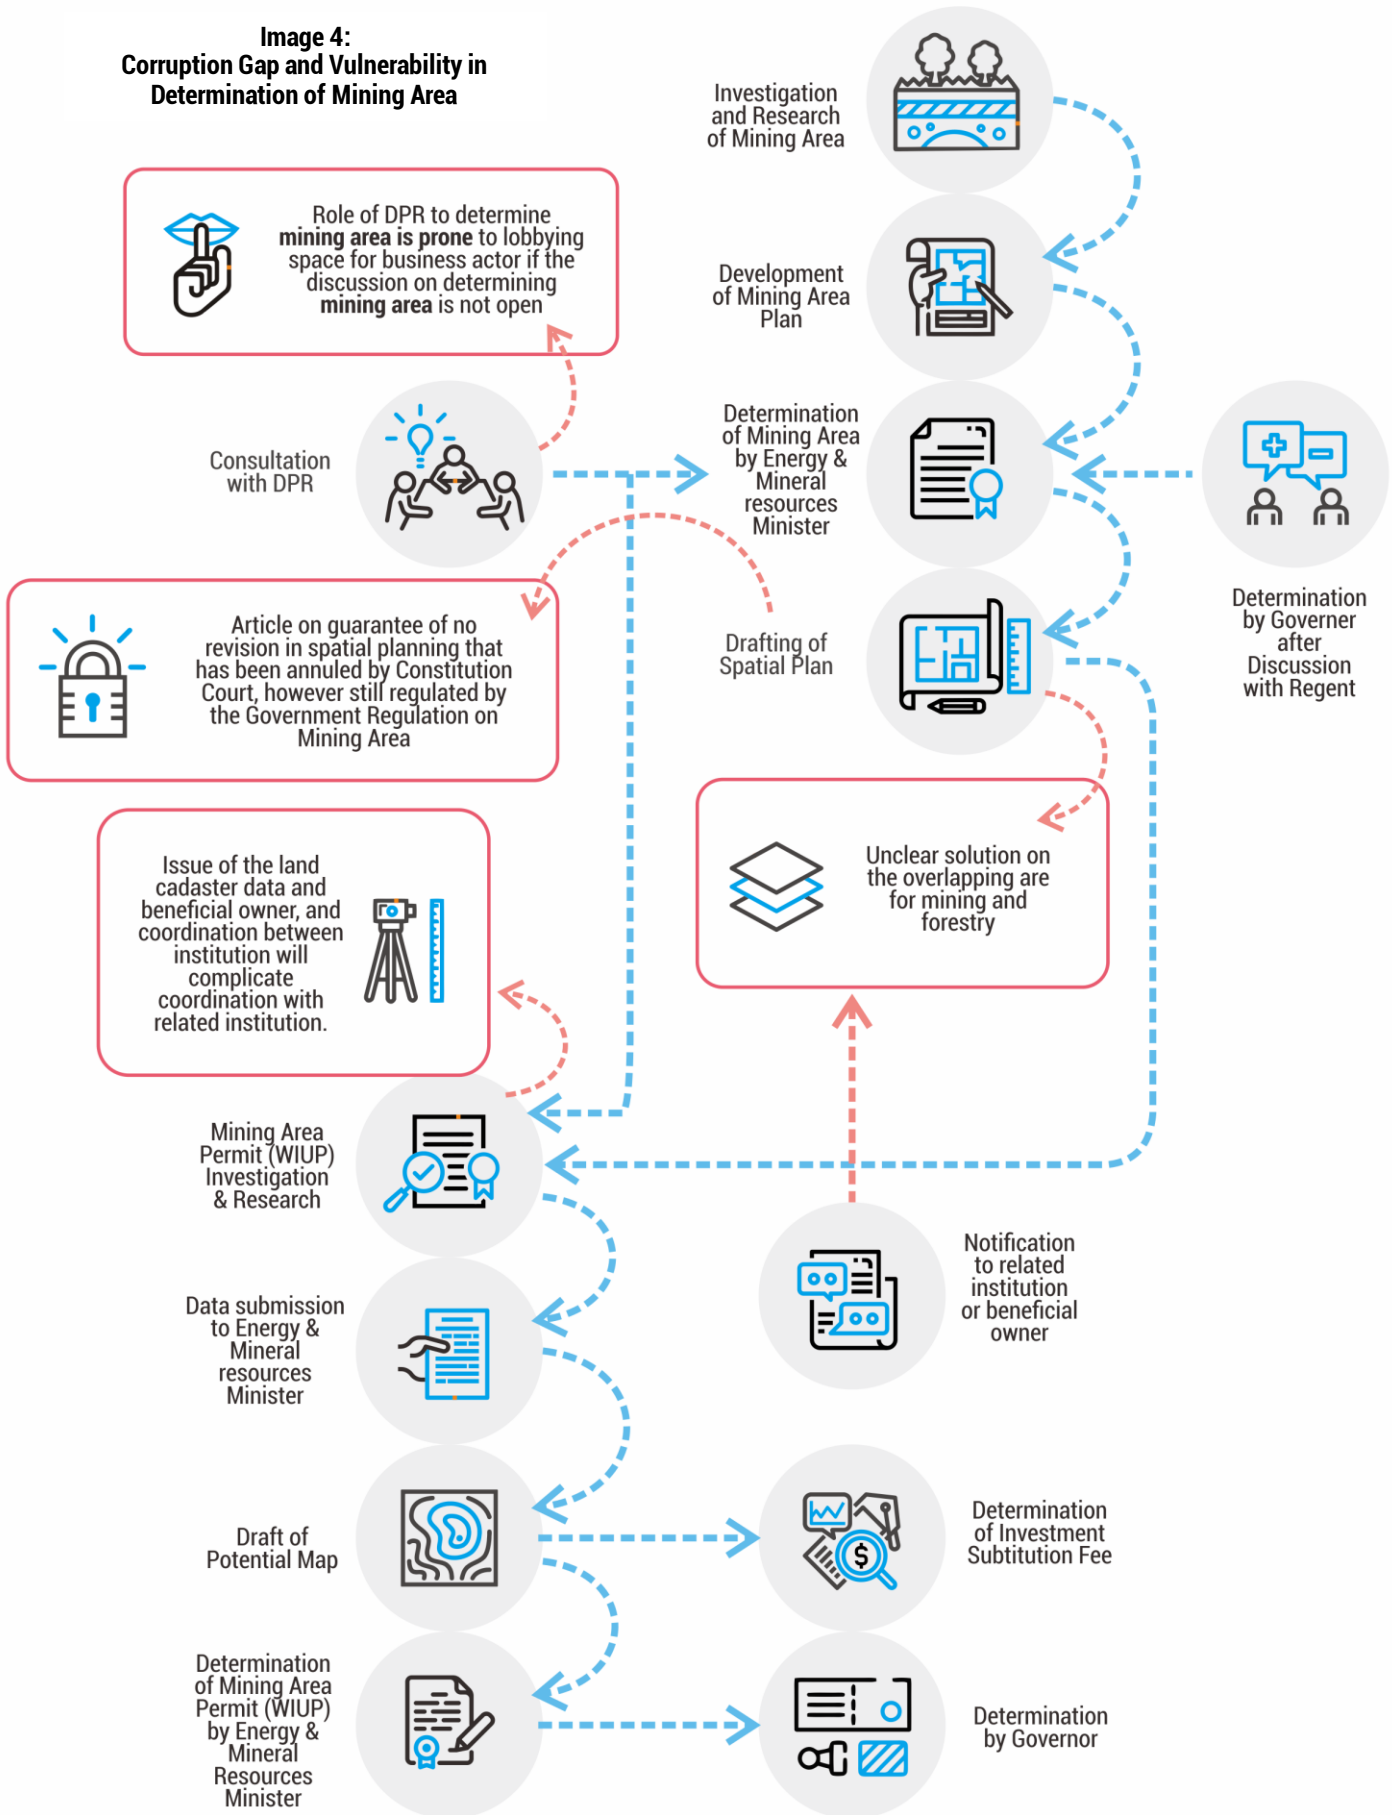 Image 4:
Corruption Gap and Vulnerability in
Determination of Mining Area
Investigation
and Research
of Mining Area
Role of DPR to determine
mining area is prone to lobbying
space for business actor if the
discussion on determining
mining area is not open
Development
of Mining Area
Plan
Consultation
with DPR
Determination
of Mining Area
by Energy &
Mineral
resources
Minister
Determination
by Governer
after
Discussion
with Regent
Article on guarantee of no
revision in spatial planning that
has been annuled by Constitution
Court, however still regulated by
the Government Regulation on
Mining Area
Drafting of
Spatial Plan
Issue of the land
cadaster data and
beneficial owner, and
coordination between
institution will
complicate
coordination with
related institution.
Unclear solution on
the overlapping are
for mining and
forestry
Mining Area
Permit (WIUP)
Investigation
& Research
Notification
to related
institution
or beneficial
owner
Data submission
to Energy &
Mineral
resources
Minister
Draft of
Potential Map
$
Determination
of Investment
Subtitution Fee
Determination
of Mining Area
Permit (WIUP)
by Energy &
Mineral
Resources
Minister
Determination
by Governor